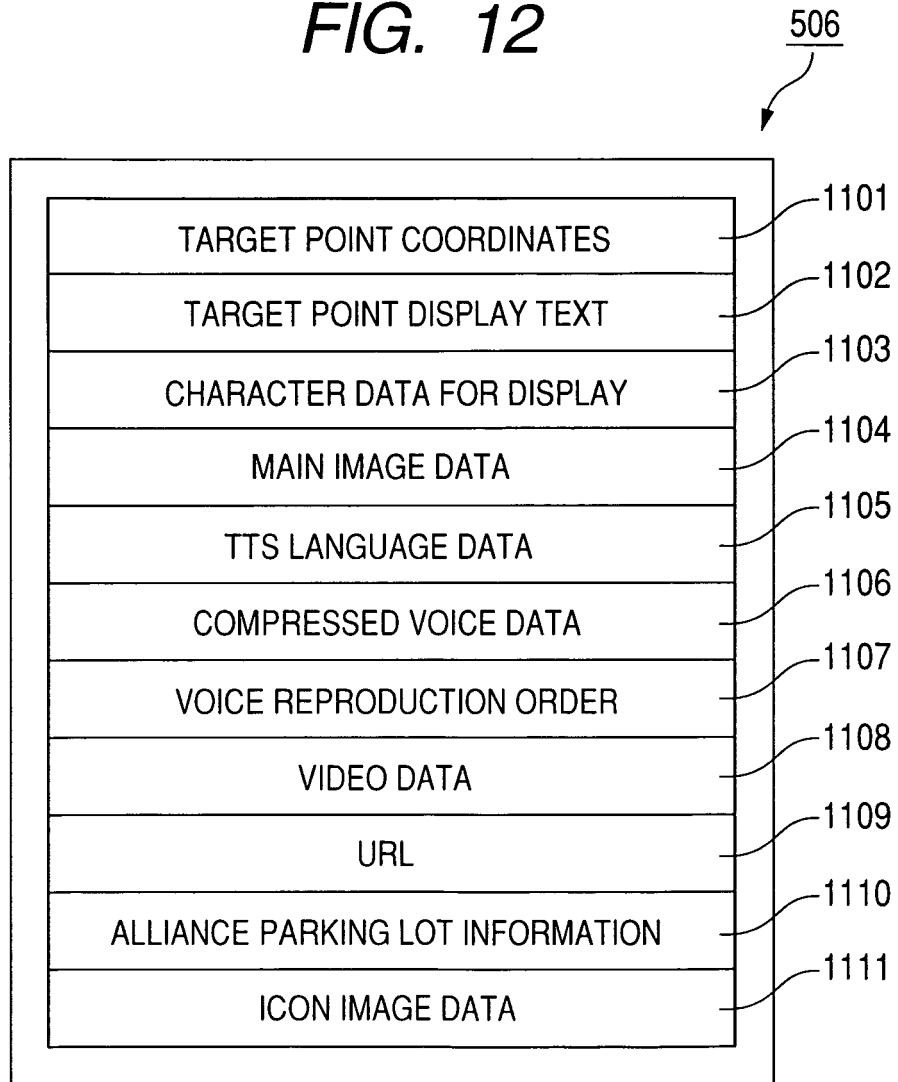 FIG. 12
506
TARGET POINT COORDINATES 1101
TARGET POINT DISPLAY TEXT 1102
CHARACTER DATA FOR DISPLAY 1103
MAIN IMAGE DATA 1104
TTS LANGUAGE DATA 1105
COMPRESSED VOICE DATA 1106
VOICE REPRODUCTION ORDER 1107
VIDEO DATA 1108
URL 1109
ALLIANCE PARKING LOT INFORMATION 1110
ICON IMAGE DATA 1111